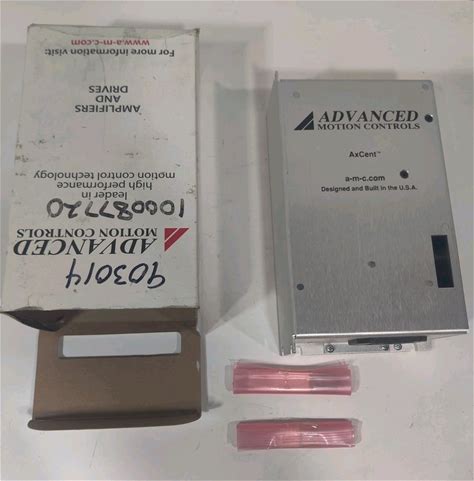 For more information visit:
www.a-m-c.com
AMPLIFIERS
AND
DRIVES
leader in
high performance
motion control technology
100087720
ADVANCED
MOTION CONTROLS
903014
ADVANCED
MOTION CONTROLS
AxCent™
a-m-c.com
Designed and Built in the U.S.A.